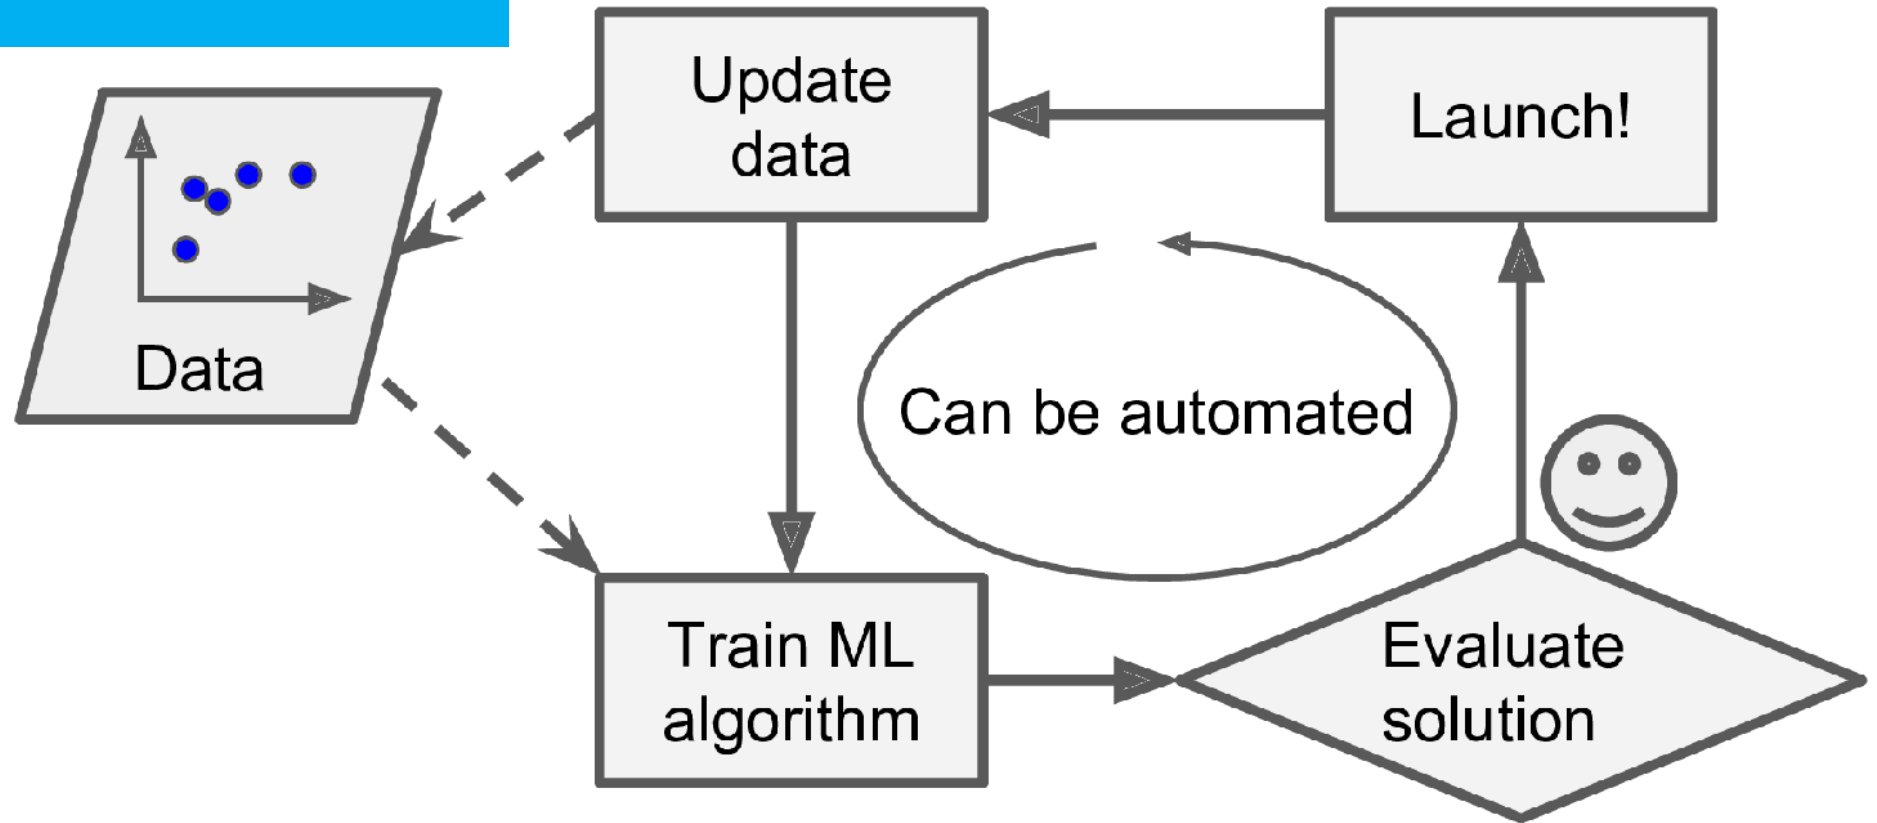 Update
data
Launch!
Data
Can be automated
Train ML
algorithm
Evaluate
solution